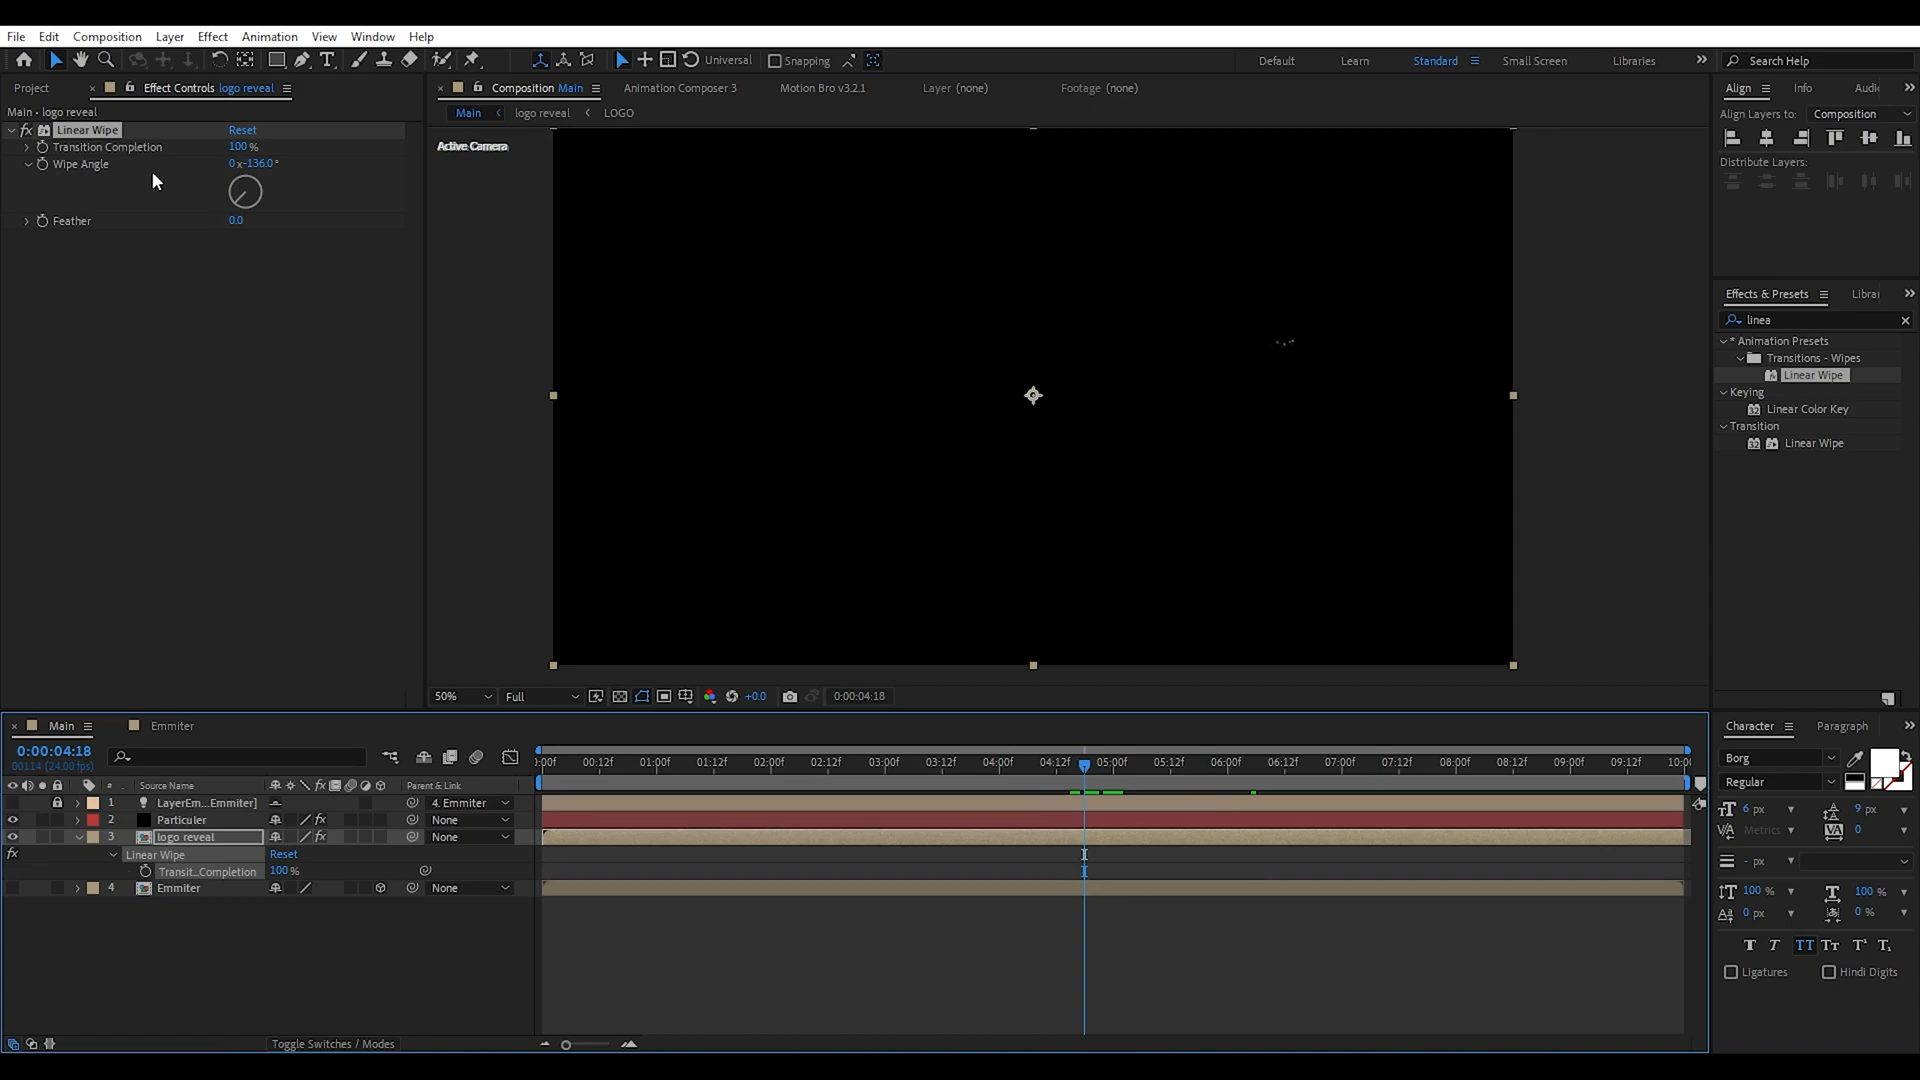 File Edit Composition Layer Effect Animation View Window Help
Universal Snapping Default Learn Standard Small Screen Libraries » Search Help
Project × Effect Controls logo reveal
Main • logo reveal
fx Linear Wipe Reset
Transition Completion 100 %
Wipe Angle 0 x-136.0 °
Feather 0.0
× Composition Main Animation Composer 3 Motion Bro v3.2.1 Layer (none) Footage (none)
Main < logo reveal < LOGO
Active Camera
50% Full +0.0 0:00:04:18
Align Info Audi »
Align Layers to: Composition
Distribute Layers:
Effects & Presets Librar »
linea ×
* Animation Presets
Transitions - Wipes
Linear Wipe
Keying
Linear Color Key
Transition
Linear Wipe
× Main Emmiter
0:00:04:18
00114 (24.00 fps)
:00f 00:12f 01:00f 01:12f 02:00f 02:12f 03:00f 03:12f 04:00f 04:12f 05:00f 05:12f 06:00f 06:12f 07:00f 07:12f 08:00f 08:12f 09:00f 09:12f 10:00
# Source Name fx Parent & Link
1 LayerEm...Emmiter] 4. Emmiter
2 Particuler fx None
3 logo reveal fx None
fx Linear Wipe Reset
Transit...Completion 100 %
4 Emmiter None
Toggle Switches / Modes
Character Paragraph »
Borg
Regular
6 px 9 px
Metrics 0
- px
100 % 100 %
0 px 0 %
T T TT Tт T¹ T₁
Ligatures Hindi Digits